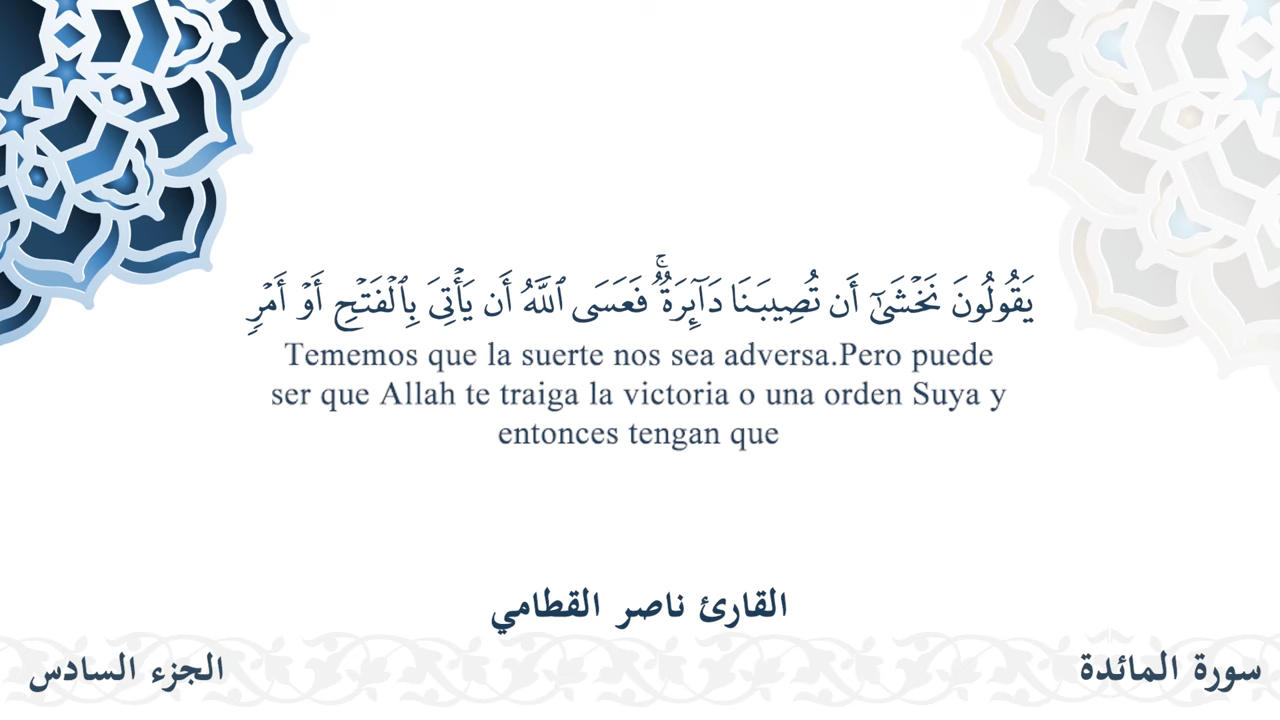 يَقُولُونَ نَخۡشَىٰٓ أَن تُصِيبَنَا دَآئِرَةٞۚ فَعَسَى ٱللَّهُ أَن يَأۡتِيَ بِٱلۡفَتۡحِ أَوۡ أَمۡرٖ
Tememos que la suerte nos sea adversa.Pero puede
ser que Allah te traiga la victoria o una orden Suya y
entonces tengan que
القارئ ناصر القطامي
سورة المائدة
الجزء السادس